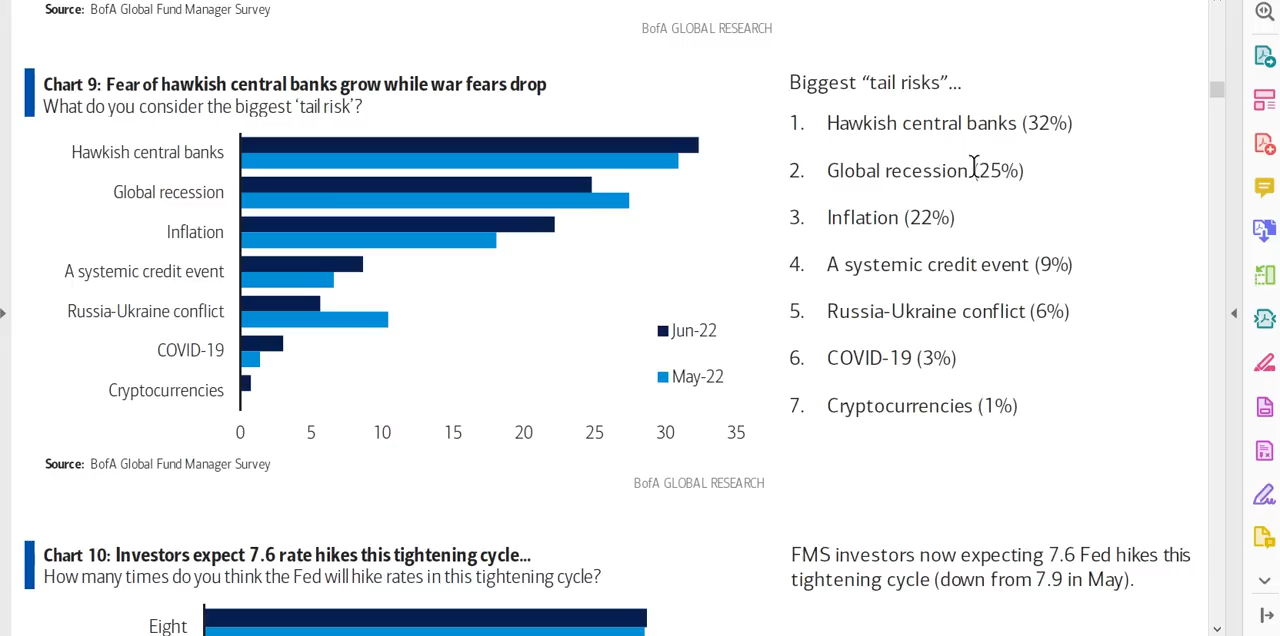 Source: BofA Global Fund Manager Survey
BofA GLOBAL RESEARCH
Chart 9: Fear of hawkish central banks grow while war fears drop
What do you consider the biggest ‘tail risk’?
Hawkish central banks
Global recession
Inflation
A systemic credit event
Russia-Ukraine conflict
COVID-19
Cryptocurrencies
Jun-22
May-22
0 5 10 15 20 25 30 35
Source: BofA Global Fund Manager Survey
BofA GLOBAL RESEARCH
Biggest “tail risks”...
1. Hawkish central banks (32%)
2. Global recession (25%)
3. Inflation (22%)
4. A systemic credit event (9%)
5. Russia-Ukraine conflict (6%)
6. COVID-19 (3%)
7. Cryptocurrencies (1%)
Chart 10: Investors expect 7.6 rate hikes this tightening cycle...
How many times do you think the Fed will hike rates in this tightening cycle?
Eight
FMS investors now expecting 7.6 Fed hikes this
tightening cycle (down from 7.9 in May).